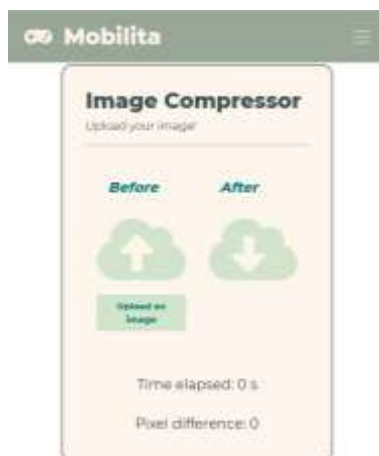 Mobilita
Image Compressor
Upload your image!
Before After
Upload an
image
Time elapsed: 0 s
Pixel difference: 0